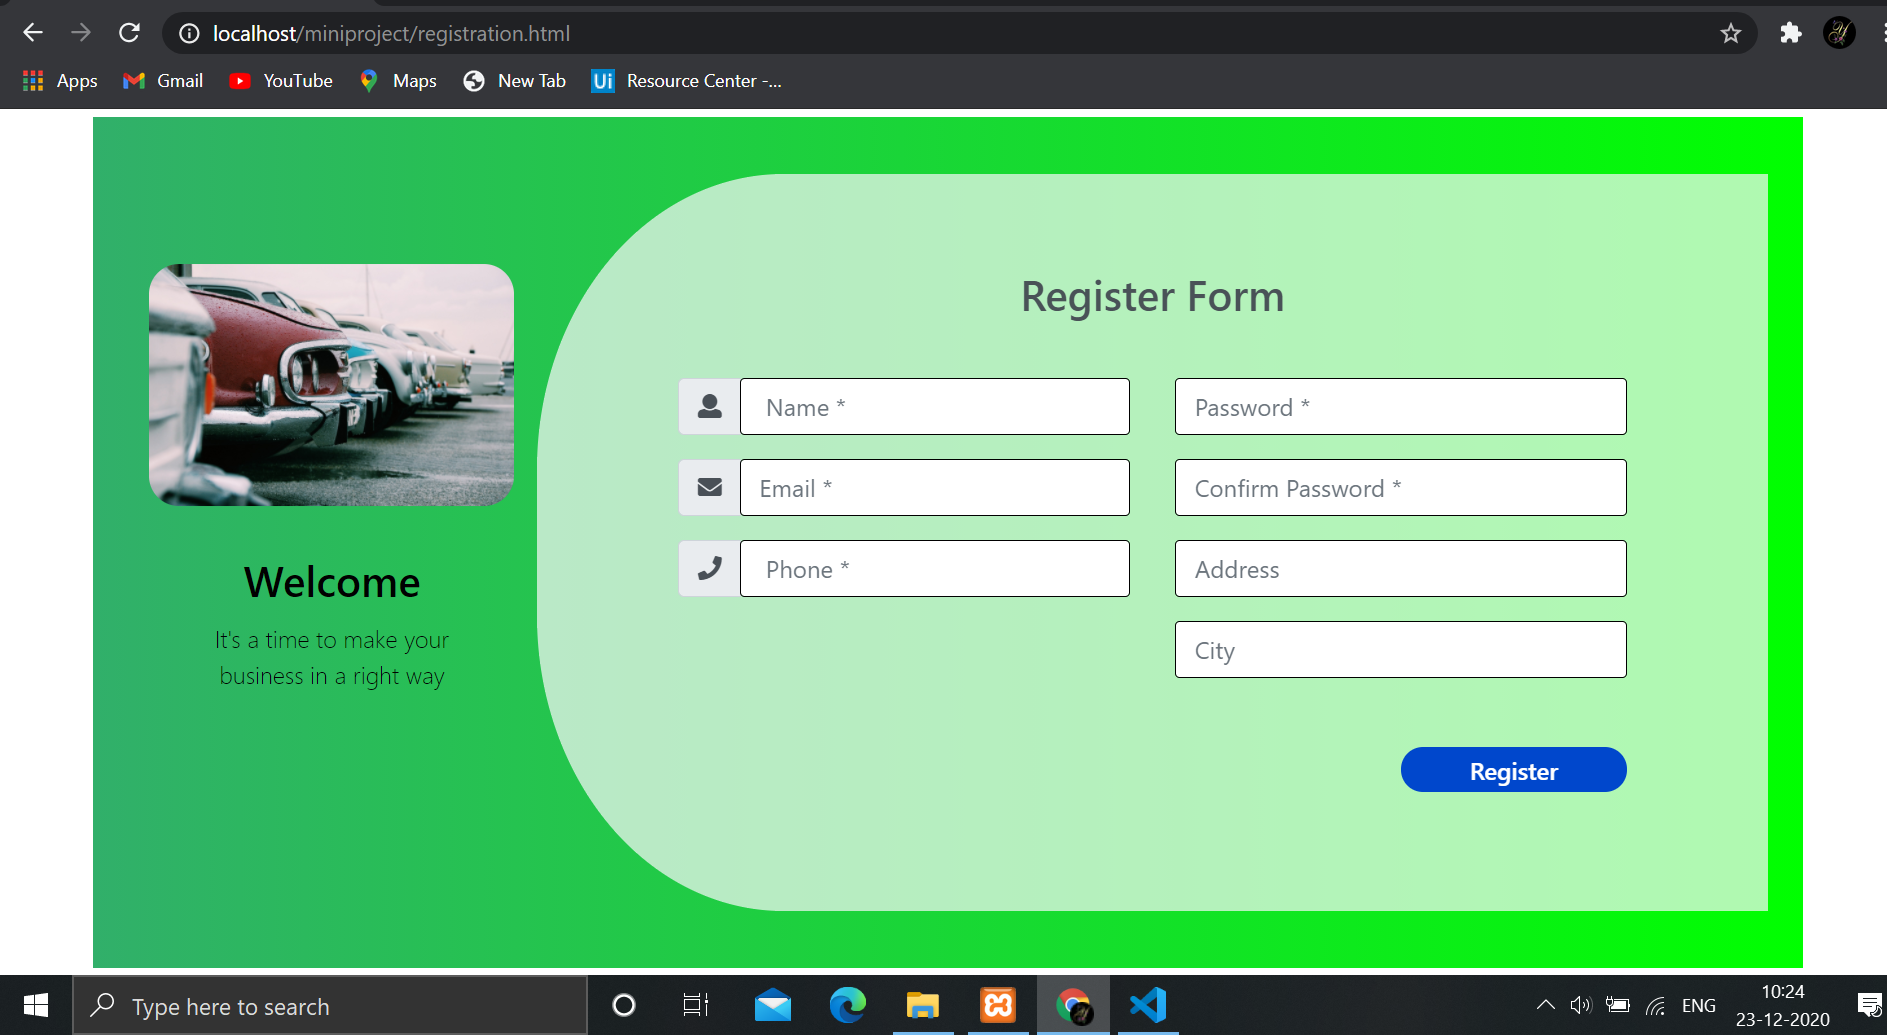 localhost/miniproject/registration.html
Apps Gmail YouTube Maps New Tab Ui Resource Center -...
Register Form
Name * Password *
Email * Confirm Password *
Phone * Address
City
Register
Welcome
It's a time to make your
business in a right way
Type here to search
ENG
10:24
23-12-2020